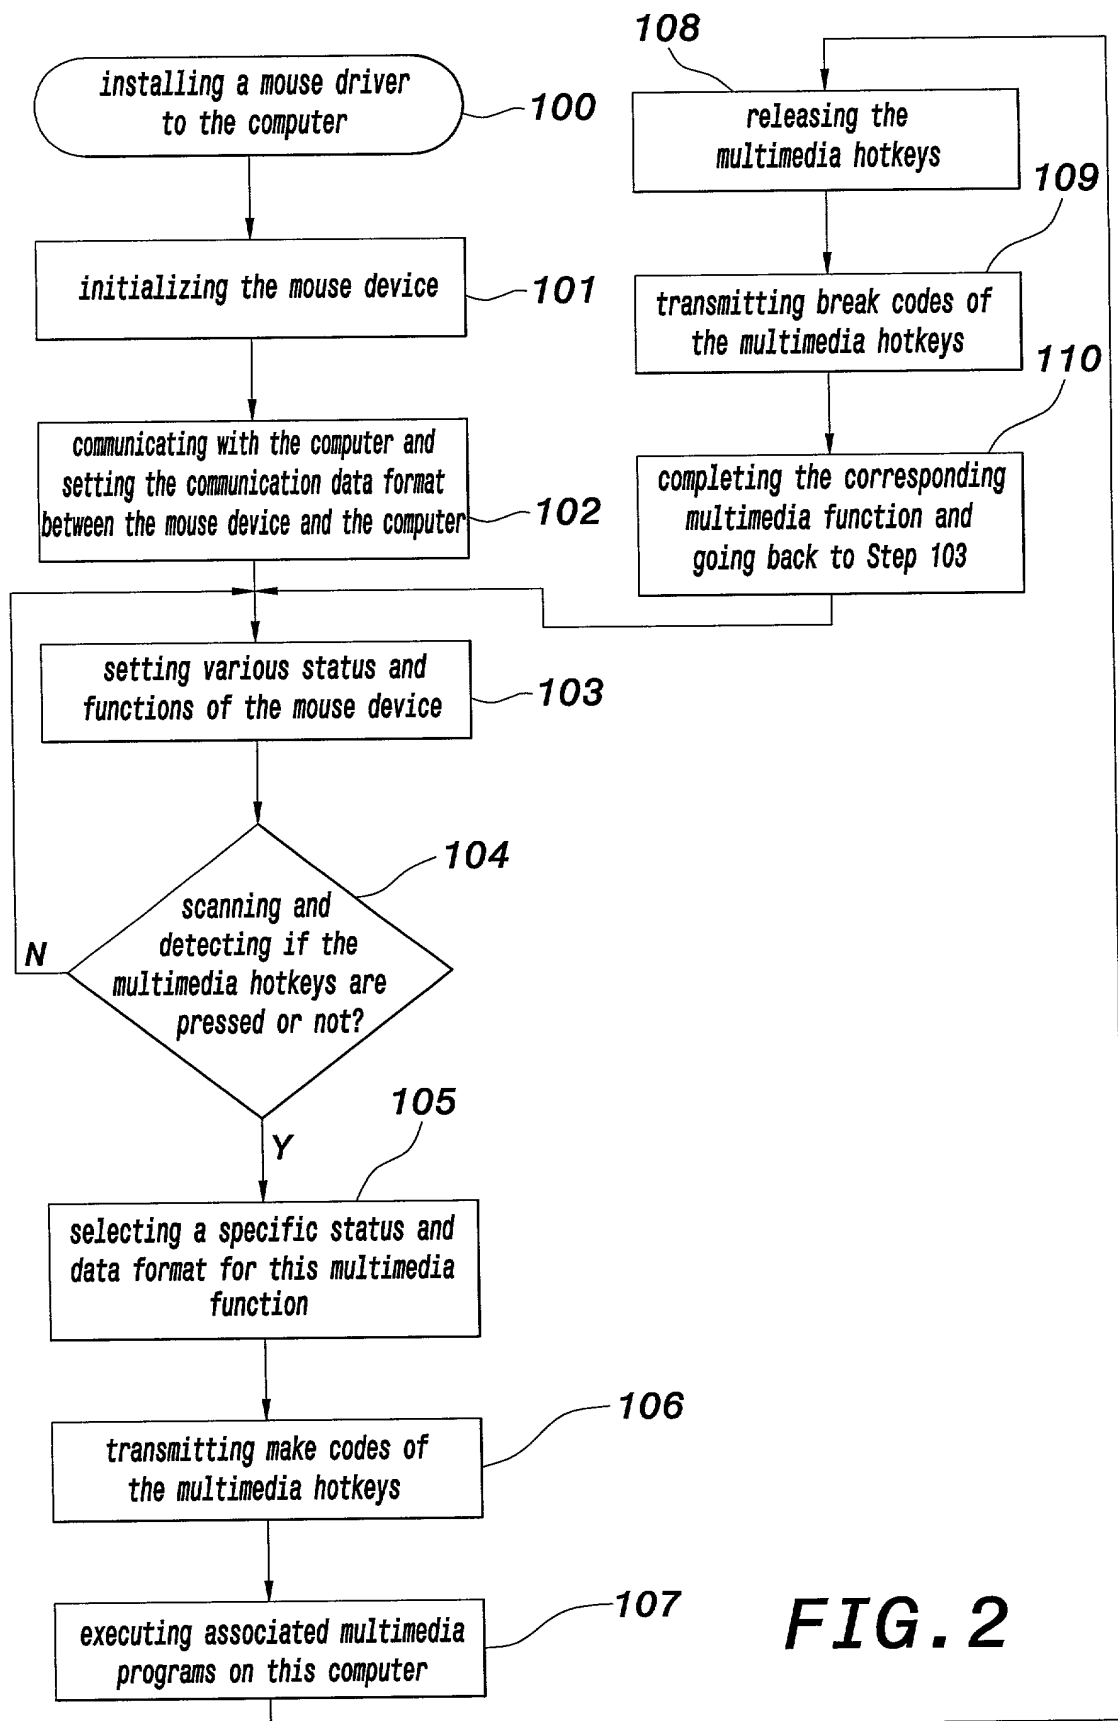 installing a mouse driver
to the computer
100
initializing the mouse device
101
communicating with the computer and
setting the communication data format
between the mouse device and the computer
102
setting various status and
functions of the mouse device
103
scanning and
detecting if the
multimedia hotkeys are
pressed or not?
104
N
Y
105
selecting a specific status and
data format for this multimedia
function
transmitting make codes of
the multimedia hotkeys
106
executing associated multimedia
programs on this computer
107
108
releasing the
multimedia hotkeys
109
transmitting break codes of
the multimedia hotkeys
110
completing the corresponding
multimedia function and
going back to Step 103
FIG.2